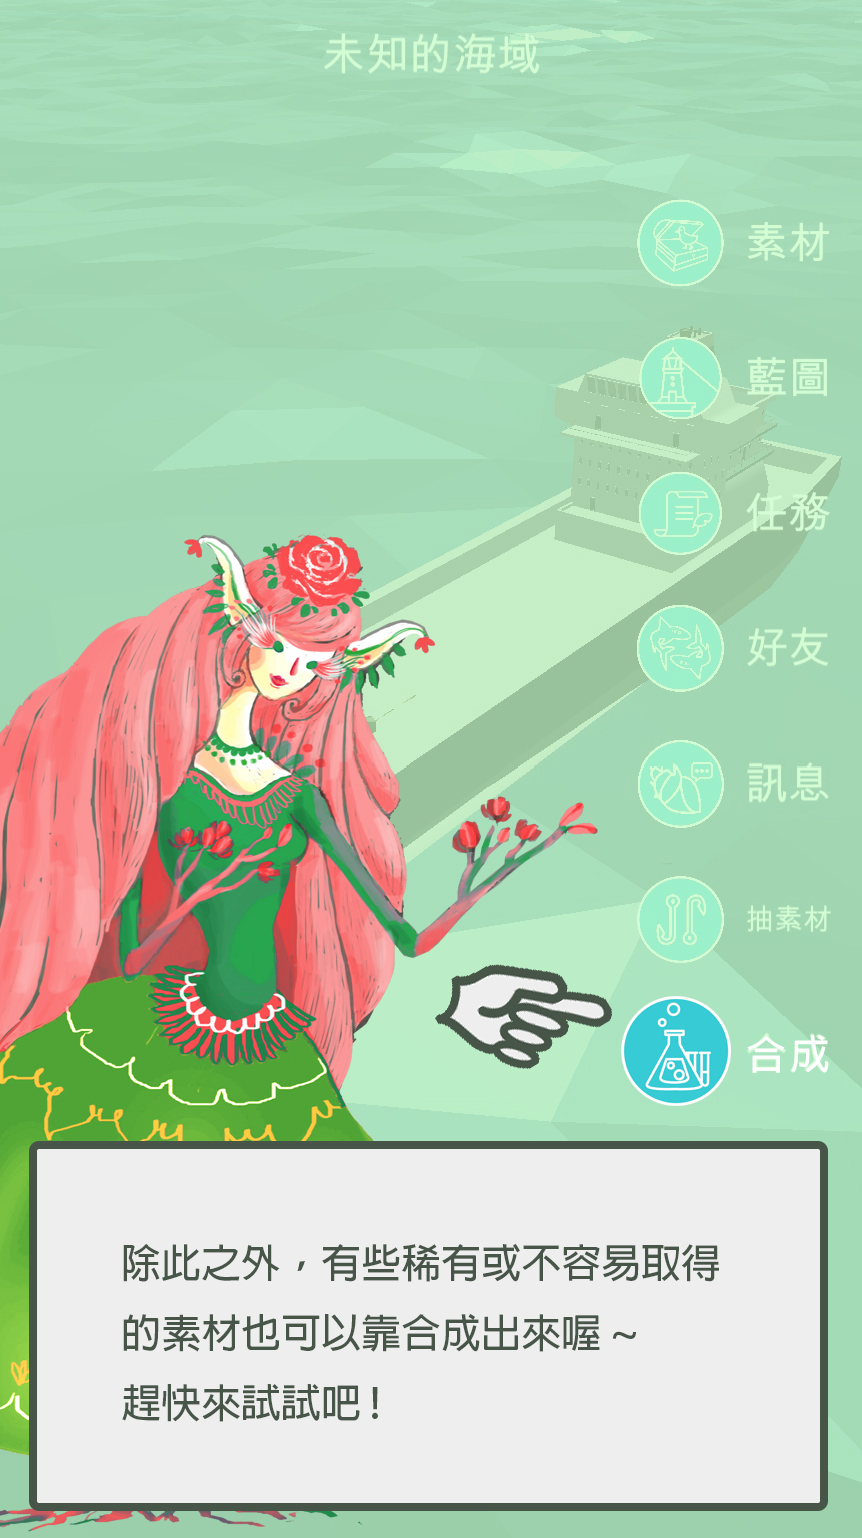 未知的海域
素材
藍圖
任務
好友
訊息
抽素材
合成
除此之外，有些稀有或不容易取得
的素材也可以靠合成出來喔～
趕快來試試吧！